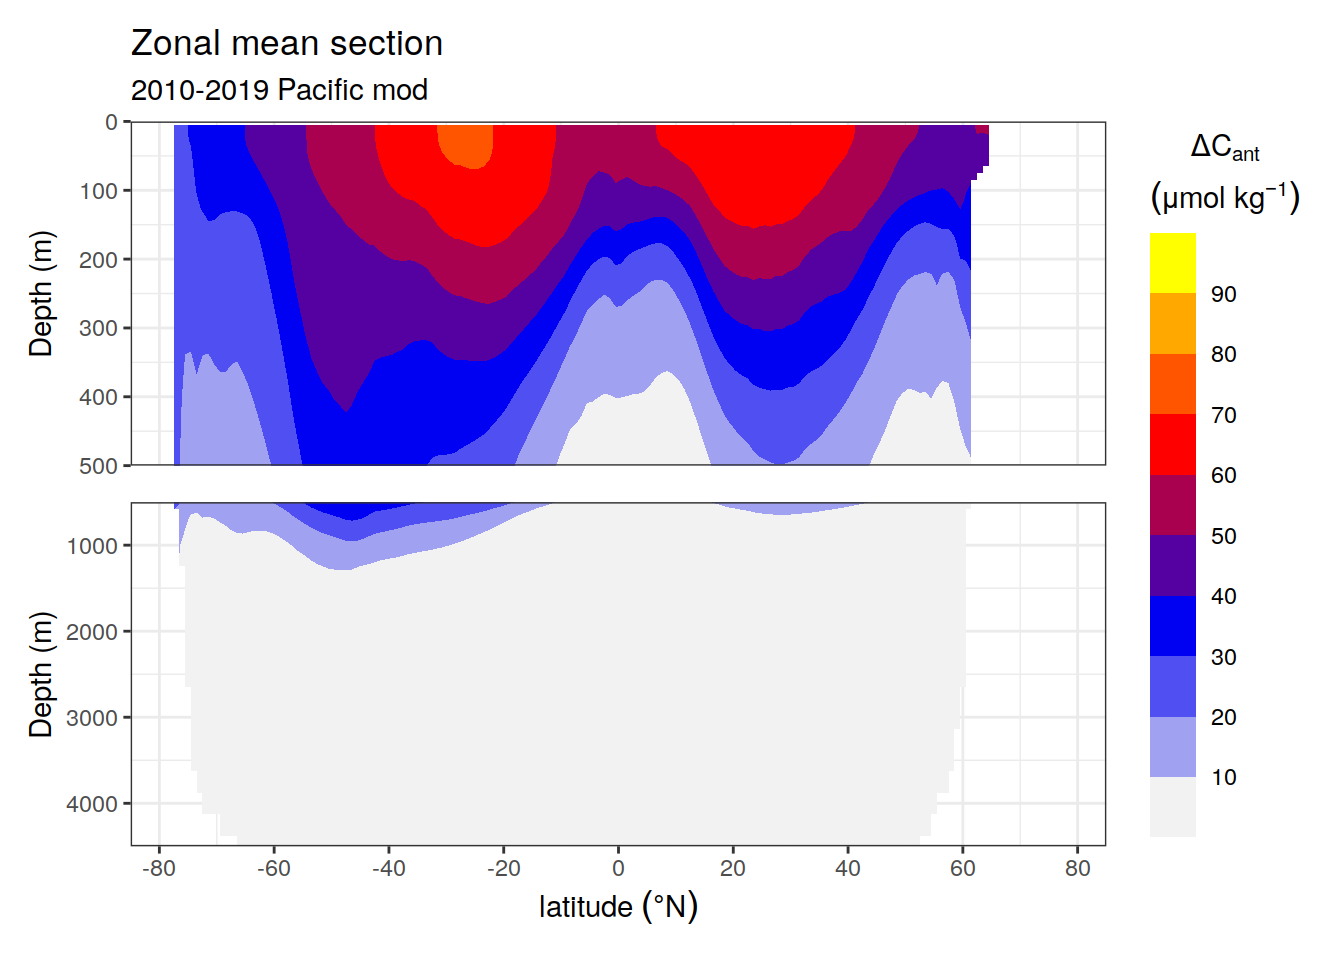 Zonal mean section
2010-2019 Pacific mod
Depth (m)
0
100
200
300
400
500
Depth (m)
1000
2000
3000
4000
-80 -60 -40 -20 0 20 40 60 80
latitude (°N)
ΔCant
(μmol kg⁻¹)
90
80
70
60
50
40
30
20
10